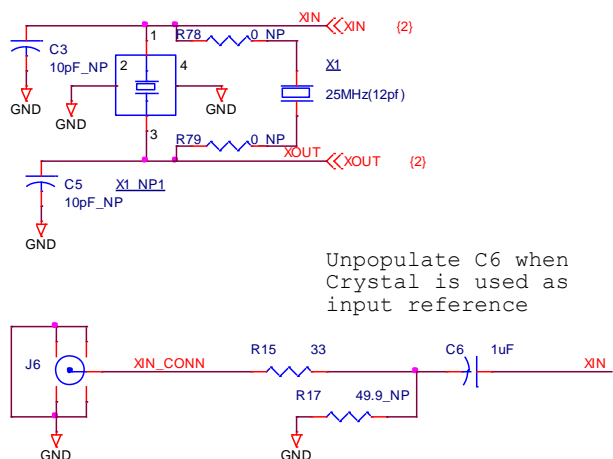 XIN
XIN {2}
R78 0_NP
C3
10pF_NP
1
2
4
3
X1
25MHz(12pf)
GND
GND
GND
R79 0_NP
XOUT
XOUT {2}
C5
10pF_NP
X1_NP1
GND
Unpopulate C6 when
Crystal is used as
input reference
J6
XIN_CONN
R15 33
C6 1uF
XIN
R17 49.9_NP
GND
GND